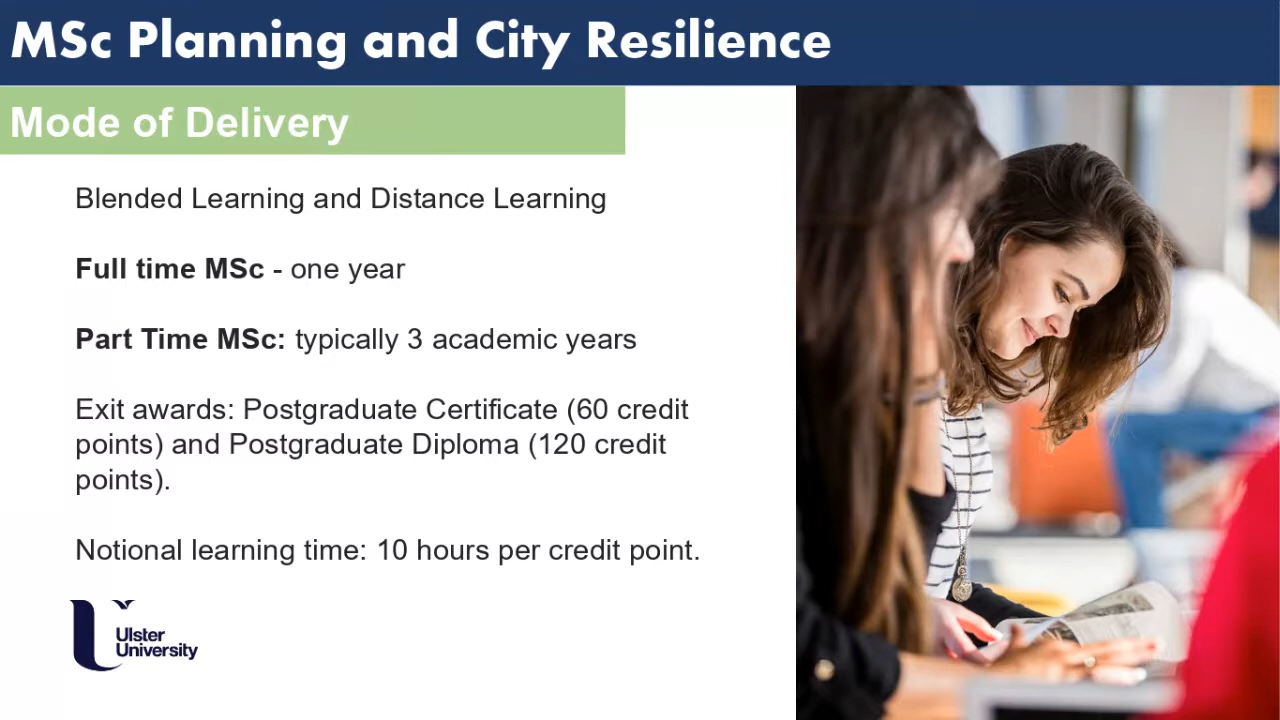 MSc Planning and City Resilience
Mode of Delivery
Blended Learning and Distance Learning
Full time MSc - one year
Part Time MSc: typically 3 academic years
Exit awards: Postgraduate Certificate (60 credit
points) and Postgraduate Diploma (120 credit
points).
Notional learning time: 10 hours per credit point.
Ulster
University